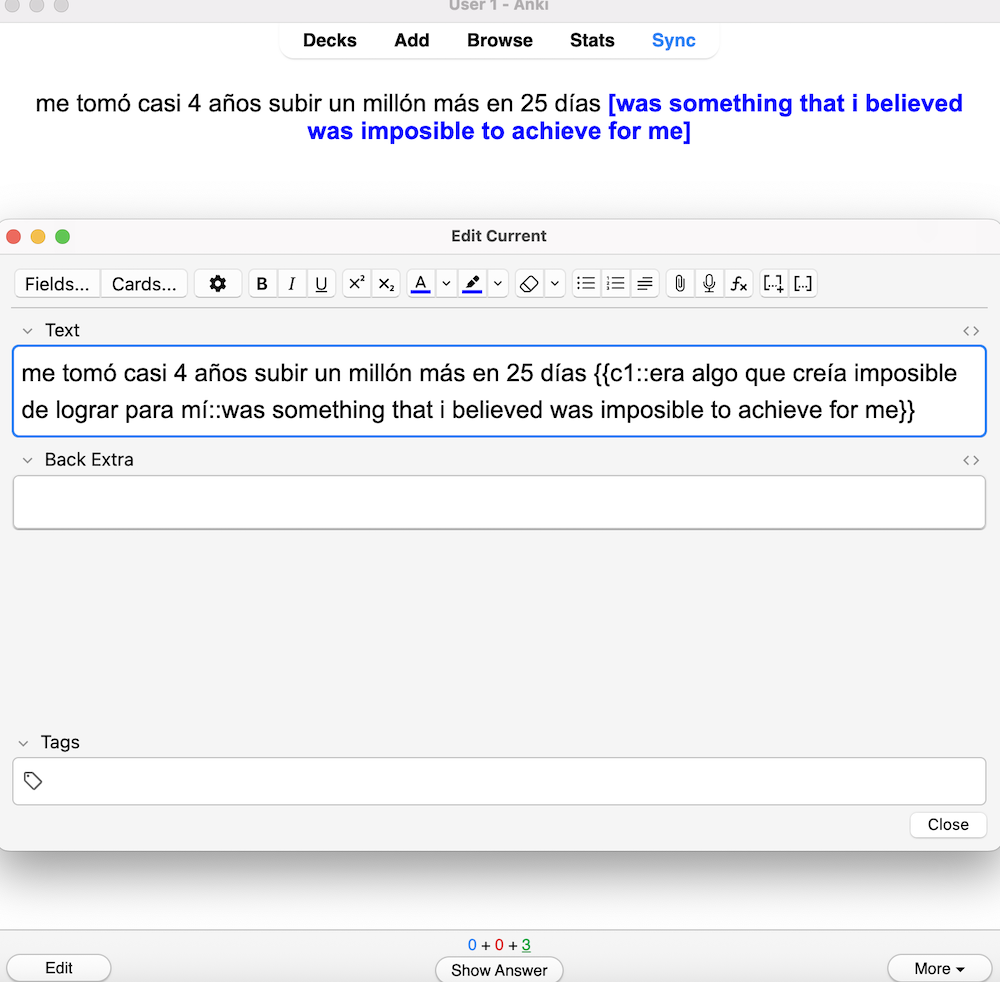 User 1 - Anki
Decks Add Browse Stats Sync
me tomó casi 4 años subir un millón más en 25 días [was something that i believed
was imposible to achieve for me]
Edit Current
Fields... Cards... B I U x² x₂ A fx [...]+ [...]
Text <>
me tomó casi 4 años subir un millón más en 25 días {{c1::era algo que creía imposible
de lograr para mí::was something that i believed was imposible to achieve for me}}
Back Extra <>
Tags
Close
0 + 0 + 3
Edit Show Answer More